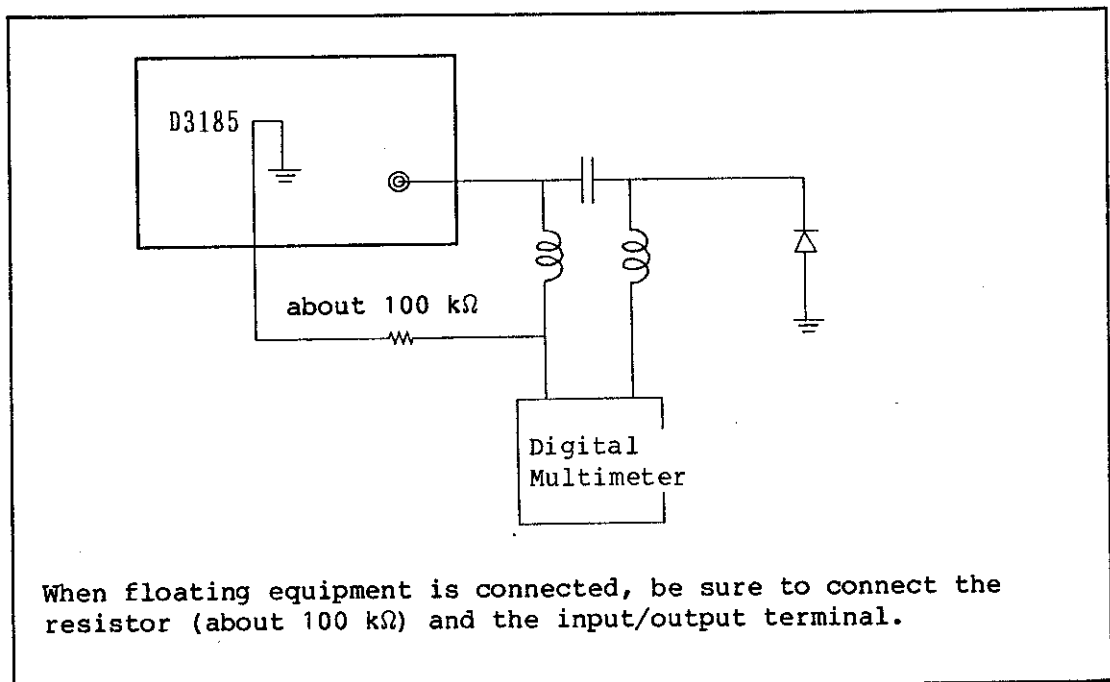 D3185
about 100 kΩ
Digital
Multimeter
When floating equipment is connected, be sure to connect the
resistor (about 100 kΩ) and the input/output terminal.